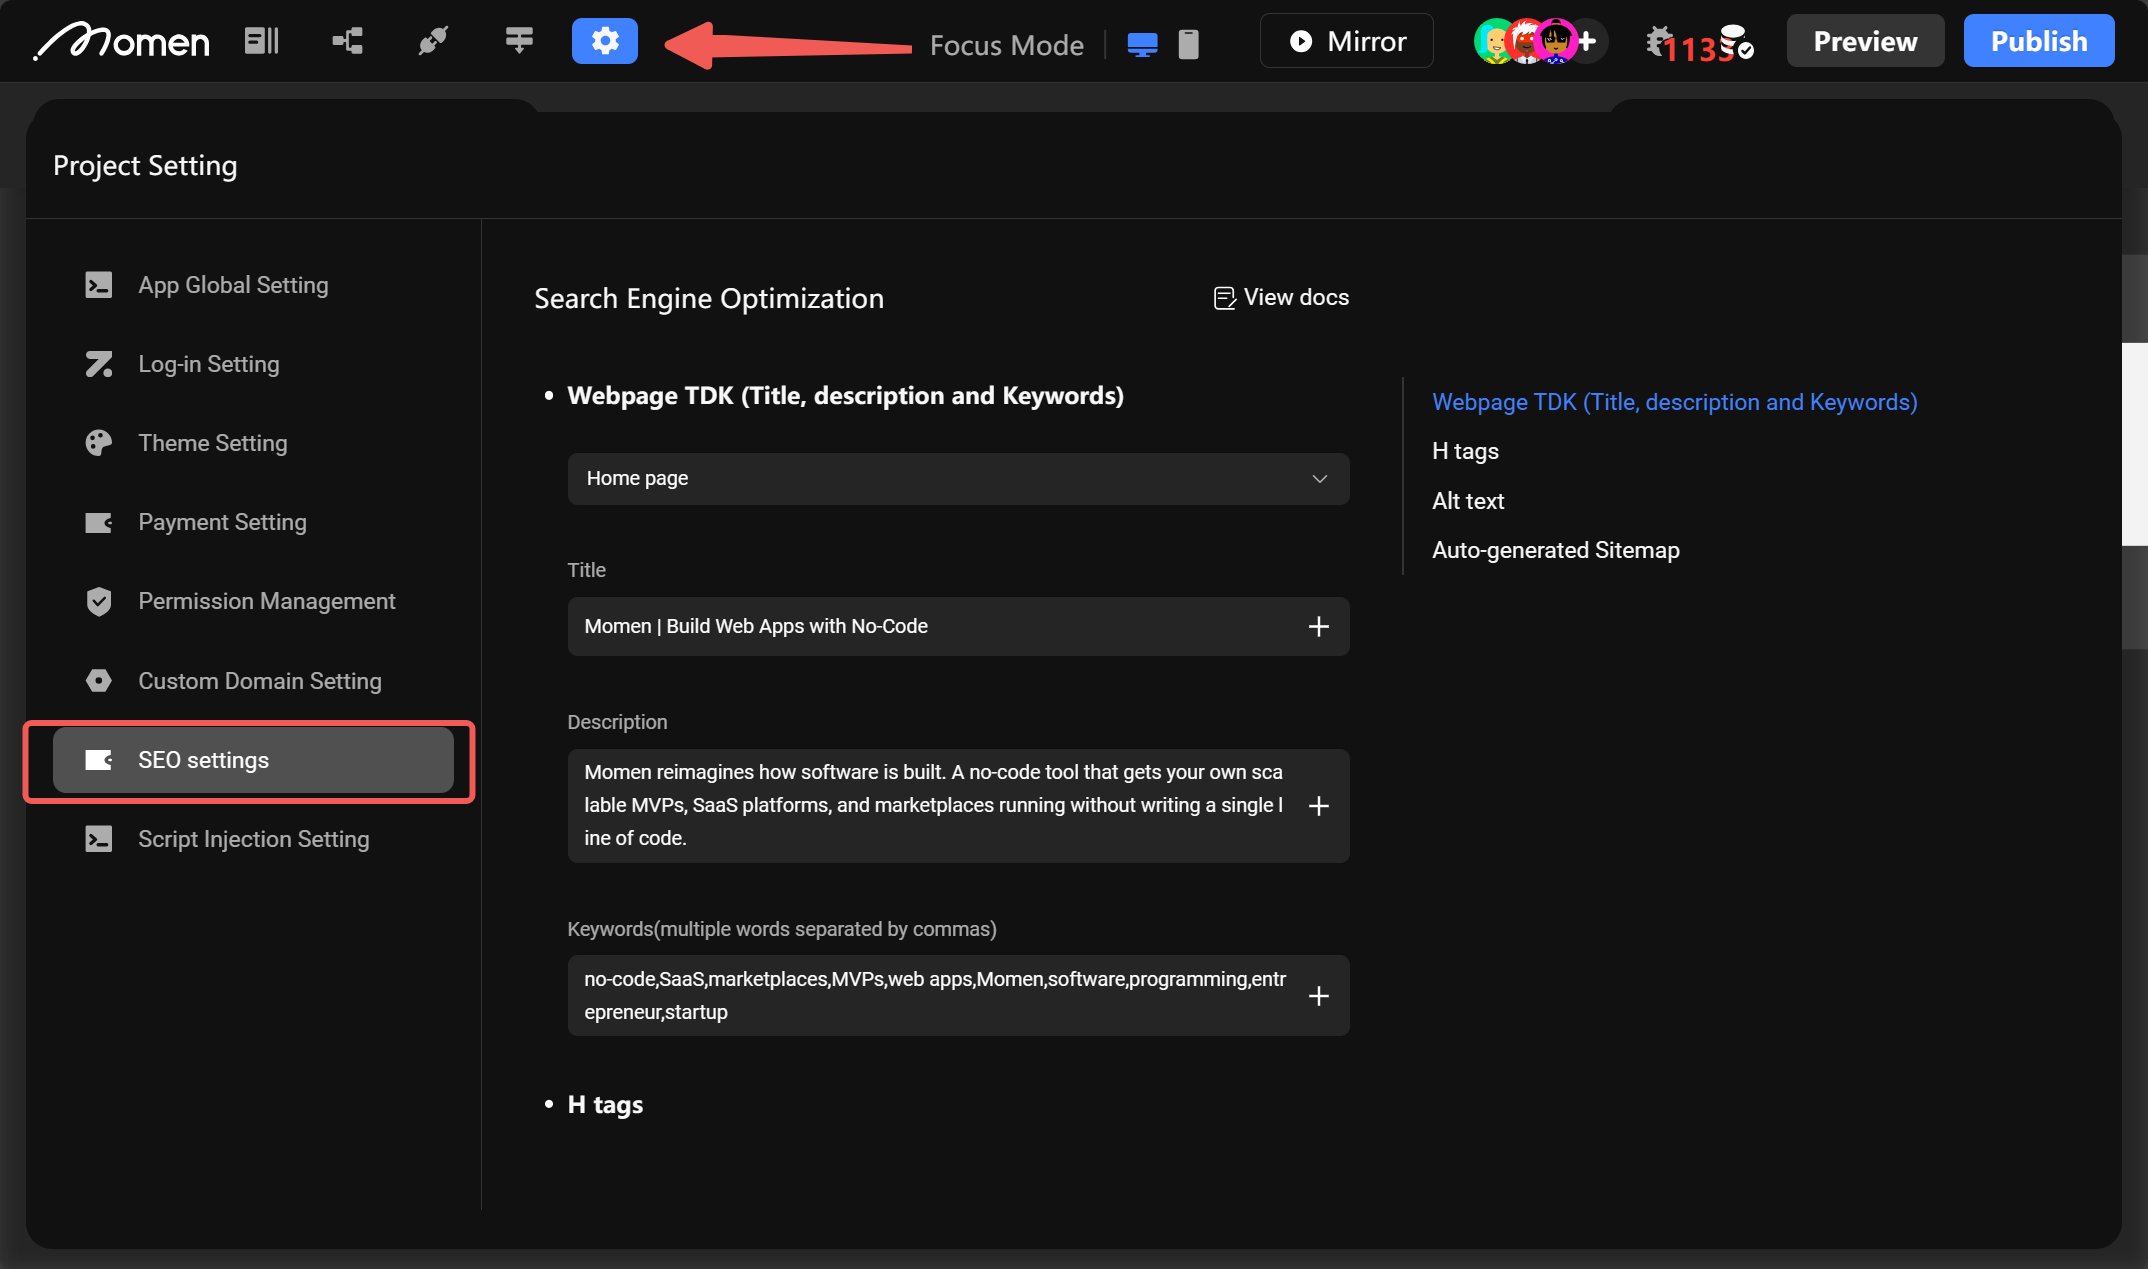 Momen
Focus Mode
Mirror
113
Preview
Publish
Project Setting
App Global Setting
Log-in Setting
Theme Setting
Payment Setting
Permission Management
Custom Domain Setting
SEO settings
Script Injection Setting
Search Engine Optimization
View docs
Webpage TDK (Title, description and Keywords)
Home page
Title
Momen | Build Web Apps with No-Code
Description
Momen reimagines how software is built. A no-code tool that gets your own sca
lable MVPs, SaaS platforms, and marketplaces running without writing a single l
ine of code.
Keywords(multiple words separated by commas)
no-code,SaaS,marketplaces,MVPs,web apps,Momen,software,programming,entr
epreneur,startup
H tags
Webpage TDK (Title, description and Keywords)
H tags
Alt text
Auto-generated Sitemap